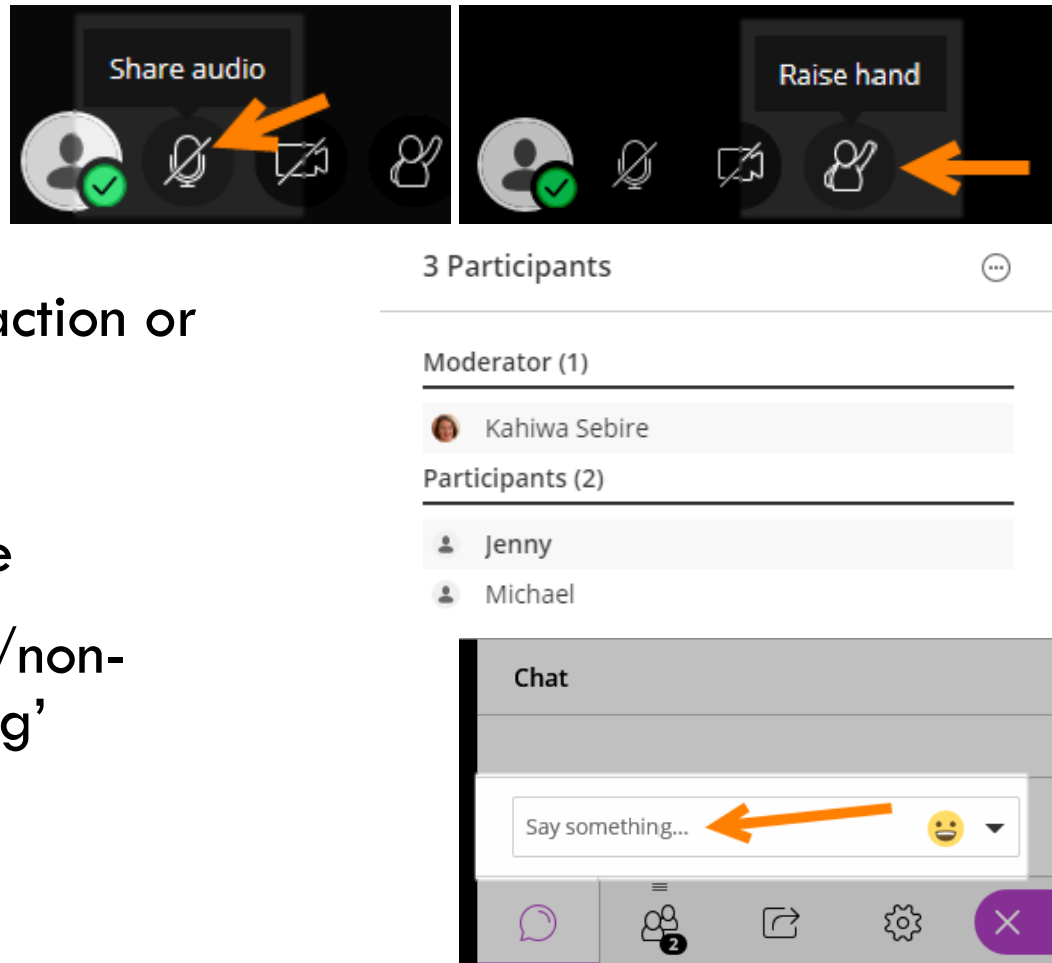 Share audio
Raise hand
action or
e
/non-
g’
3 Participants
Moderator (1)
Kahiwa Sebire
Participants (2)
Jenny
Michael
Chat
Say something...
2